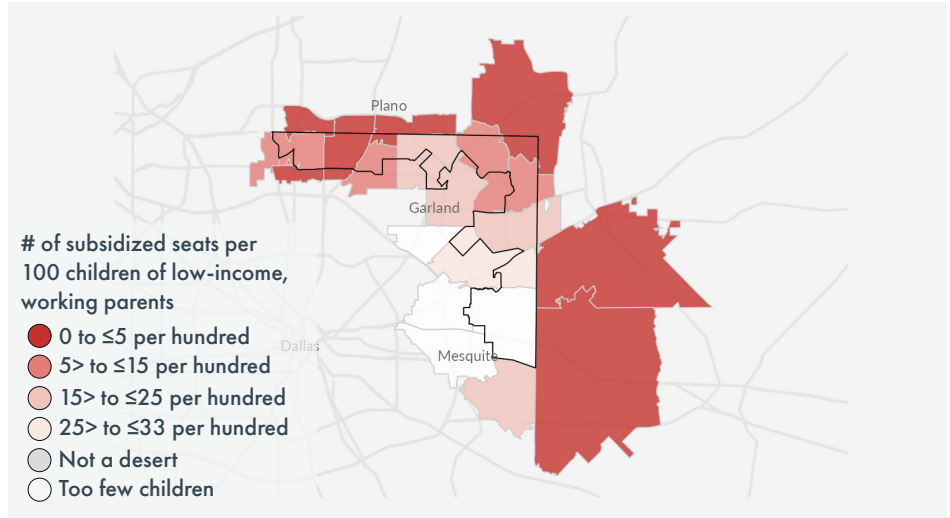 Plano
Garland
# of subsidized seats per
100 children of low-income,
working parents
0 to ≤5 per hundred
Dallas
5> to ≤15 per hundred
Mesquite
15> to ≤25 per hundred
25> to ≤33 per hundred
Not a desert
Too few children